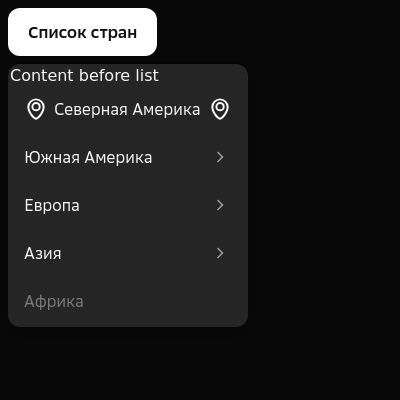 Список стран
Content before list
Северная Америка
Южная Америка
Европа
Азия
Африка